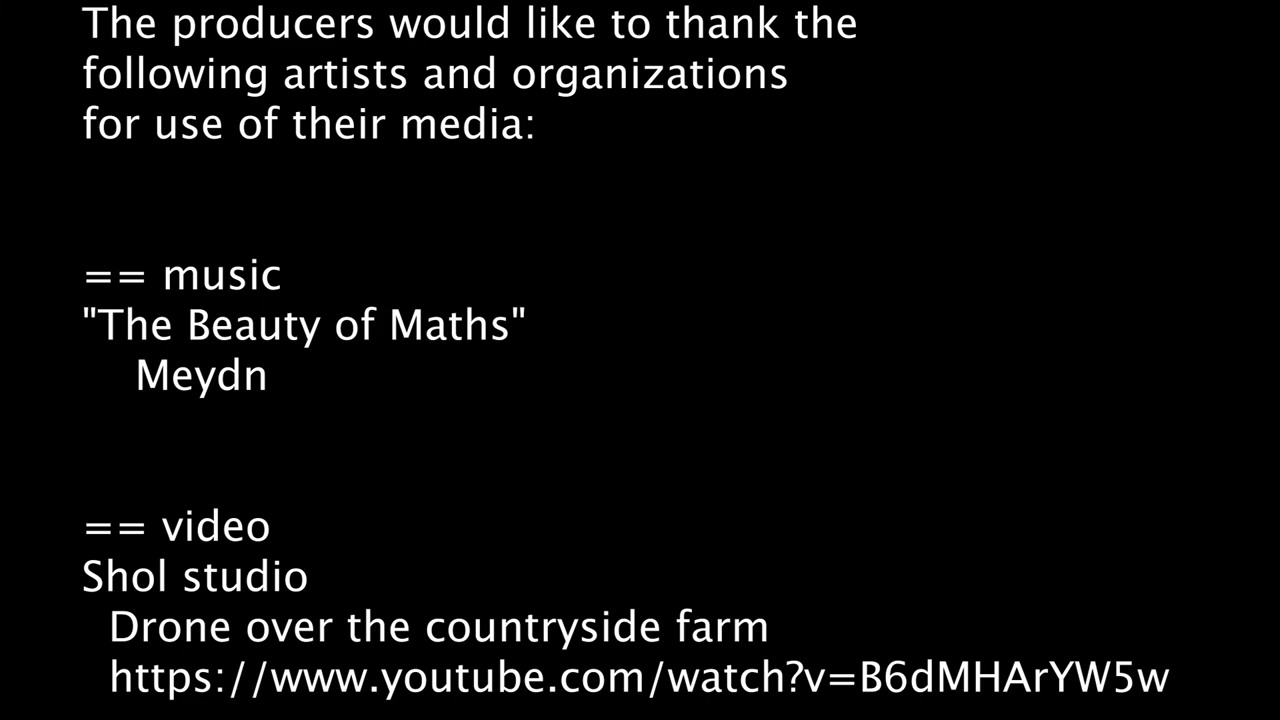 The producers would like to thank the
following artists and organizations
for use of their media:
== music
"The Beauty of Maths"
Meydn
== video
Shol studio
Drone over the countryside farm
https://www.youtube.com/watch?v=B6dMHArYW5w